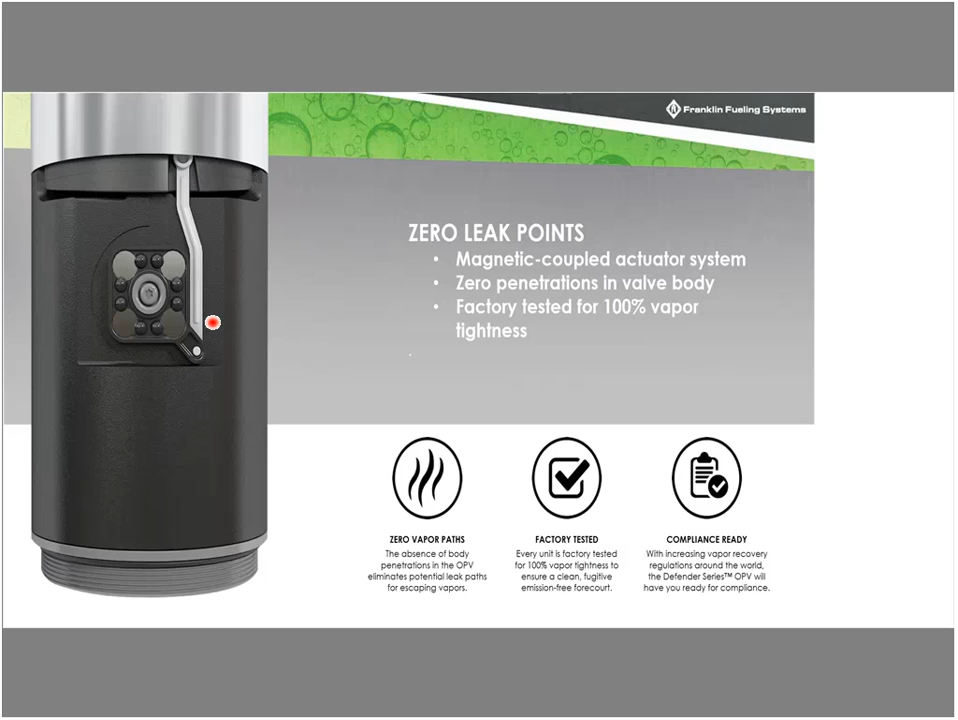 Franklin Fueling Systems
ZERO LEAK POINTS
• Magnetic-coupled actuator system
• Zero penetrations in valve body
• Factory tested for 100% vapor
tightness
.
ZERO VAPOR PATHS
The absence of body
penetrations in the OPV
eliminates potential leak paths
for escaping vapors.
FACTORY TESTED
Every unit is factory tested
for 100% vapor tightness to
ensure a clean, fugitive
emission-free forecourt.
COMPLIANCE READY
With increasing vapor recovery
regulations around the world,
the Defender Series™ OPV will
have you ready for compliance.